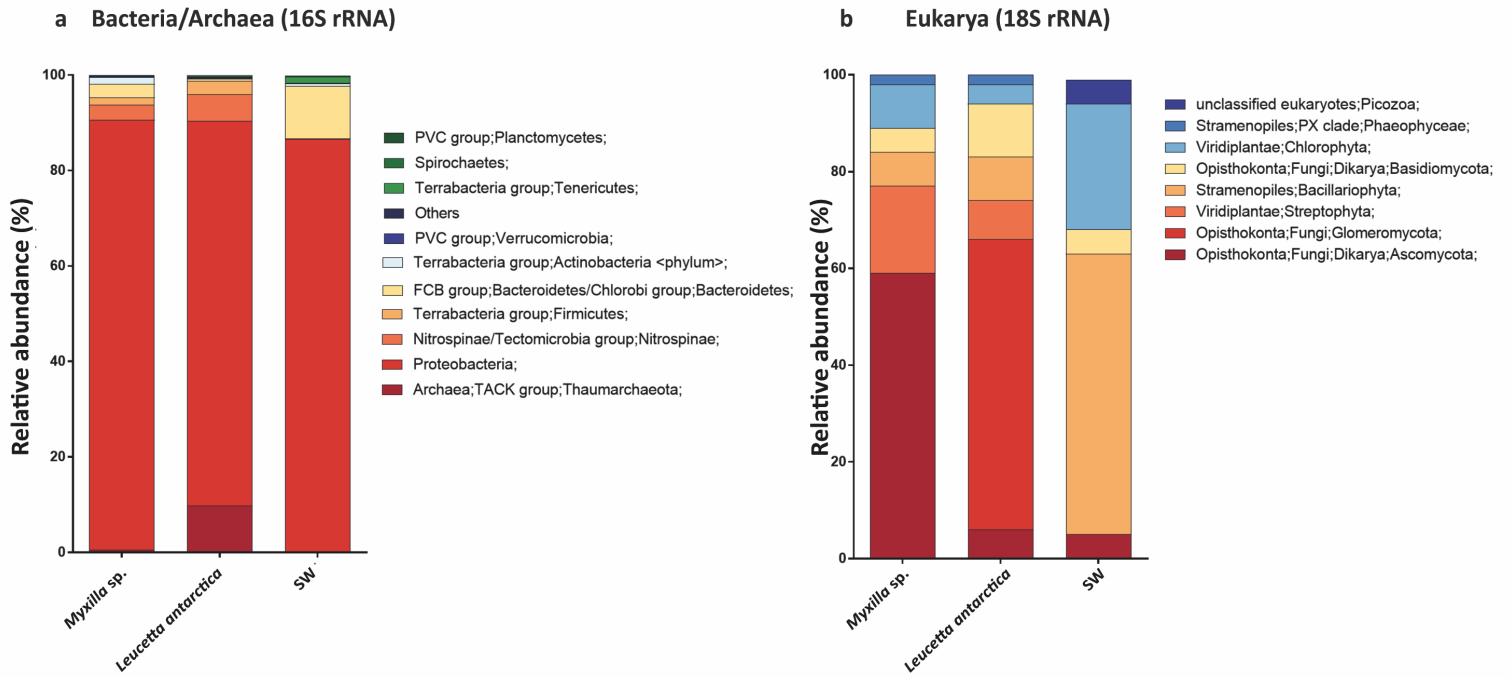 a Bacteria/Archaea (16S rRNA)
Relative abundance (%)
100
80
60
40
20
0
Myxilla sp.
Leucetta antarctica
SW
PVC group;Planctomycetes;
Spirochaetes;
Terrabacteria group;Tenericutes;
Others
PVC group;Verrucomicrobia;
Terrabacteria group;Actinobacteria <phylum>;
FCB group;Bacteroidetes/Chlorobi group;Bacteroidetes;
Terrabacteria group;Firmicutes;
Nitrospinae/Tectomicrobia group;Nitrospinae;
Proteobacteria;
Archaea;TACK group;Thaumarchaeota;
b Eukarya (18S rRNA)
Relative abundance (%)
100
80
60
40
20
0
Myxilla sp.
Leucetta antarctica
SW
unclassified eukaryotes;Picozoa;
Stramenopiles;PX clade;Phaeophyceae;
Viridiplantae;Chlorophyta;
Opisthokonta;Fungi;Dikarya;Basidiomycota;
Stramenopiles;Bacillariophyta;
Viridiplantae;Streptophyta;
Opisthokonta;Fungi;Glomeromycota;
Opisthokonta;Fungi;Dikarya;Ascomycota;